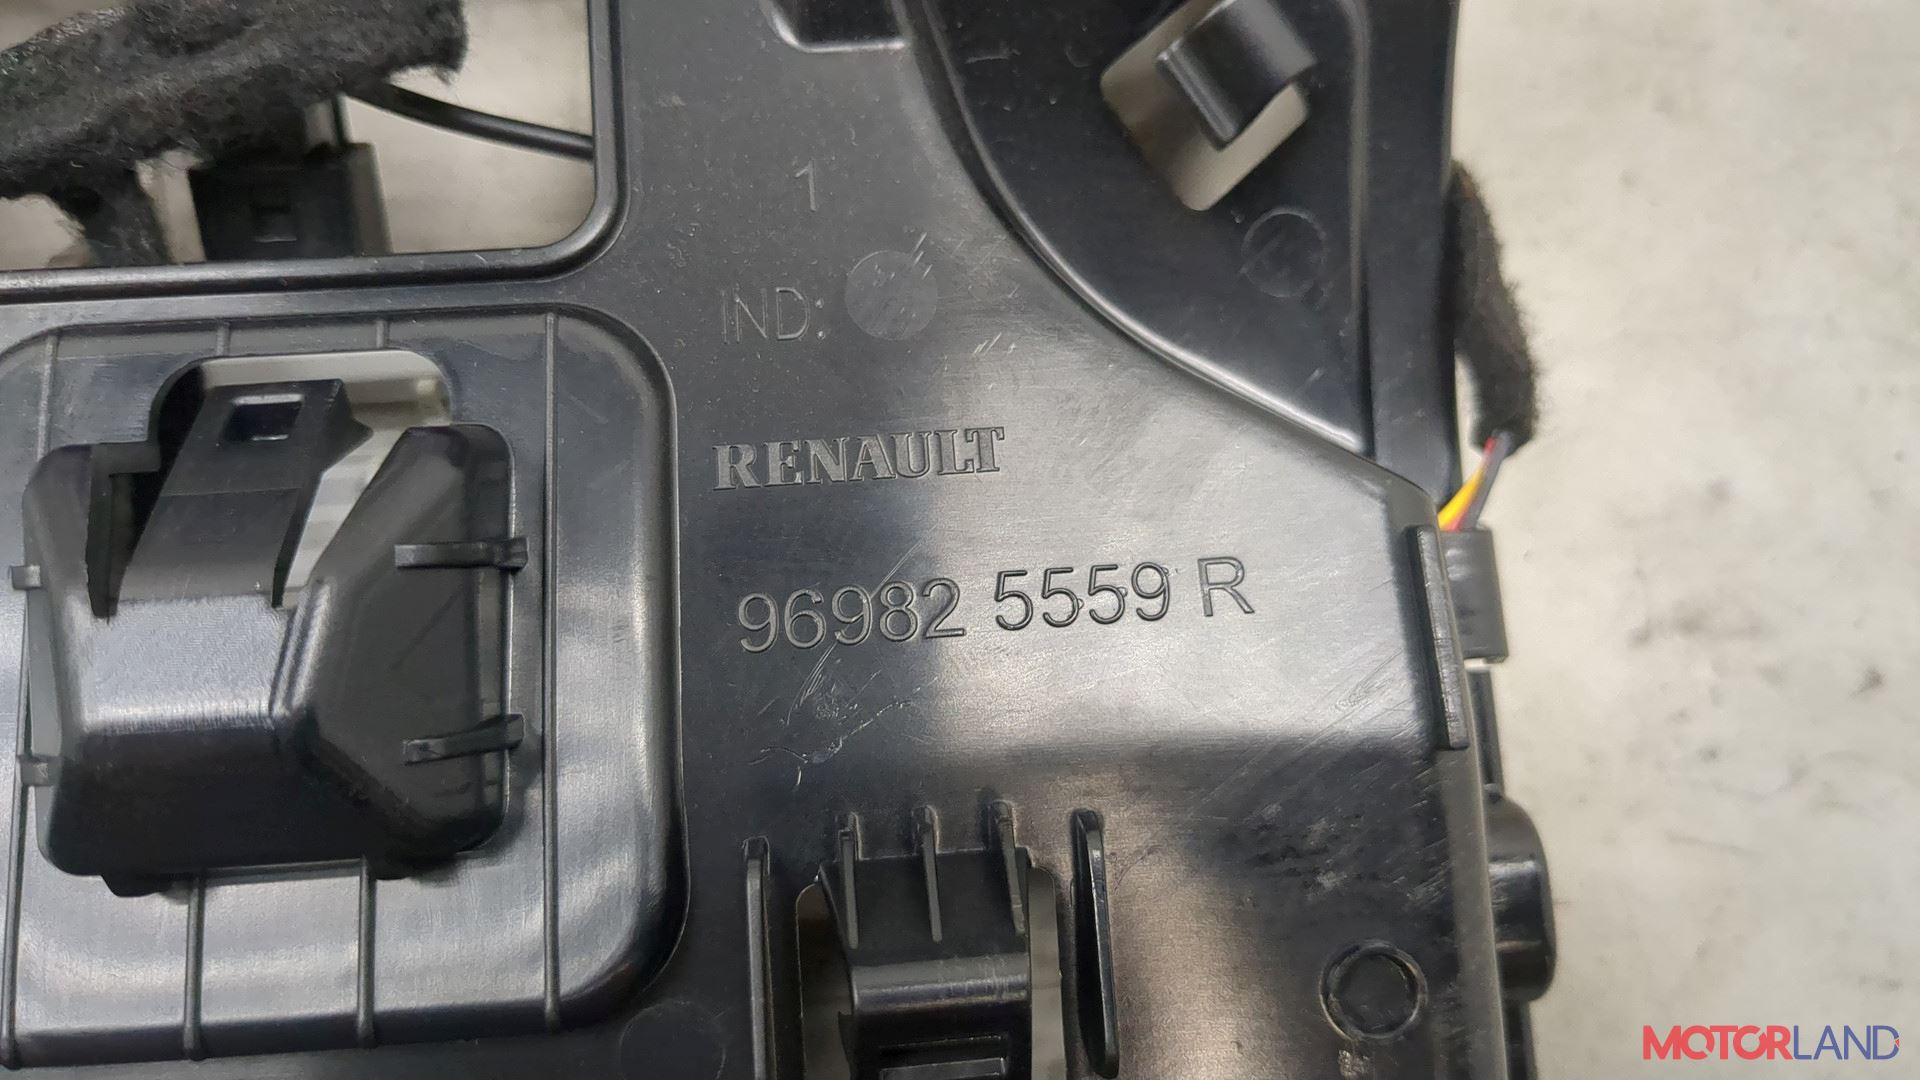 1
IND:
RENAULT
96982 5559 R
MOTORLAND